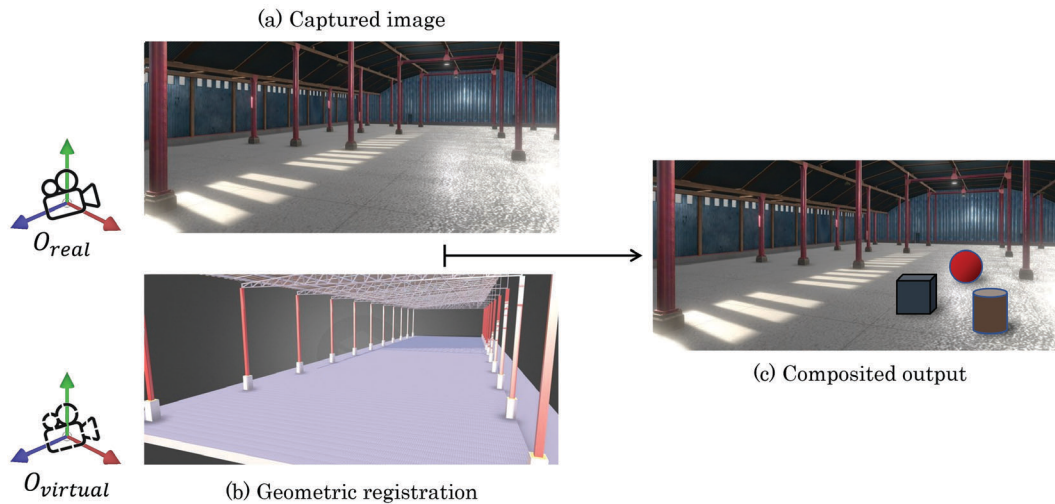 (a) Captured image
O_real
(b) Geometric registration
O_virtual
(c) Composited output